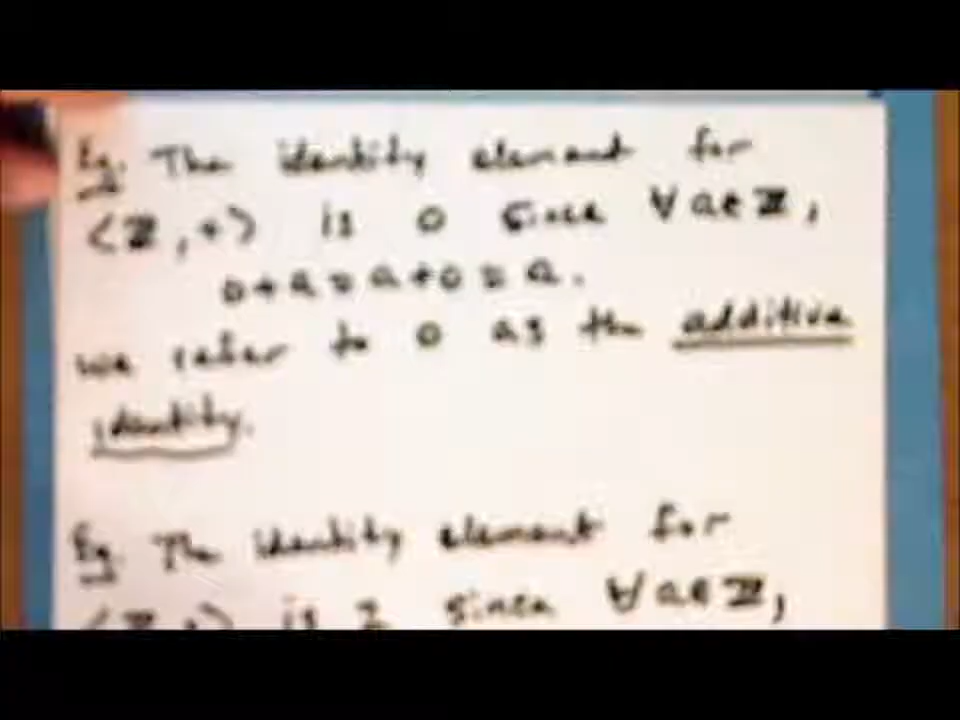 Eg. The identity element for
⟨ℤ, +⟩ is 0 since ∀ a ∈ ℤ,
0 + a = a + 0 = a.
We refer to 0 as the additive
identity.
Eg. The identity element for
is since ∀ a ∈ ℤ,